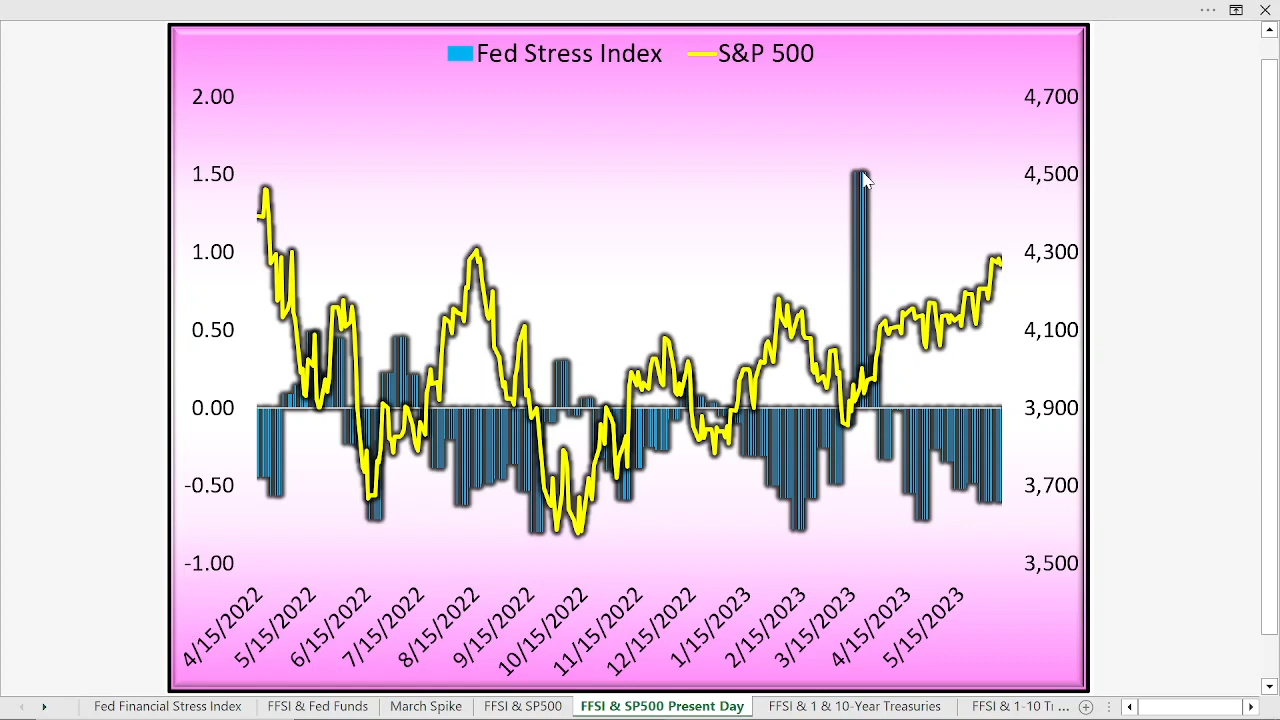 Fed Stress Index S&P 500
2.00 4,700
1.50 4,500
1.00 4,300
0.50 4,100
0.00 3,900
-0.50 3,700
-1.00 3,500
4/15/2022 5/15/2022 6/15/2022 7/15/2022 8/15/2022 9/15/2022 10/15/2022 11/15/2022 12/15/2022 1/15/2023 2/15/2023 3/15/2023 4/15/2023 5/15/2023
Fed Financial Stress Index FFSI & Fed Funds March Spike FFSI & SP500 FFSI & SP500 Present Day FFSI & 1 & 10-Year Treasuries FFSI & 1-10 Ti ...